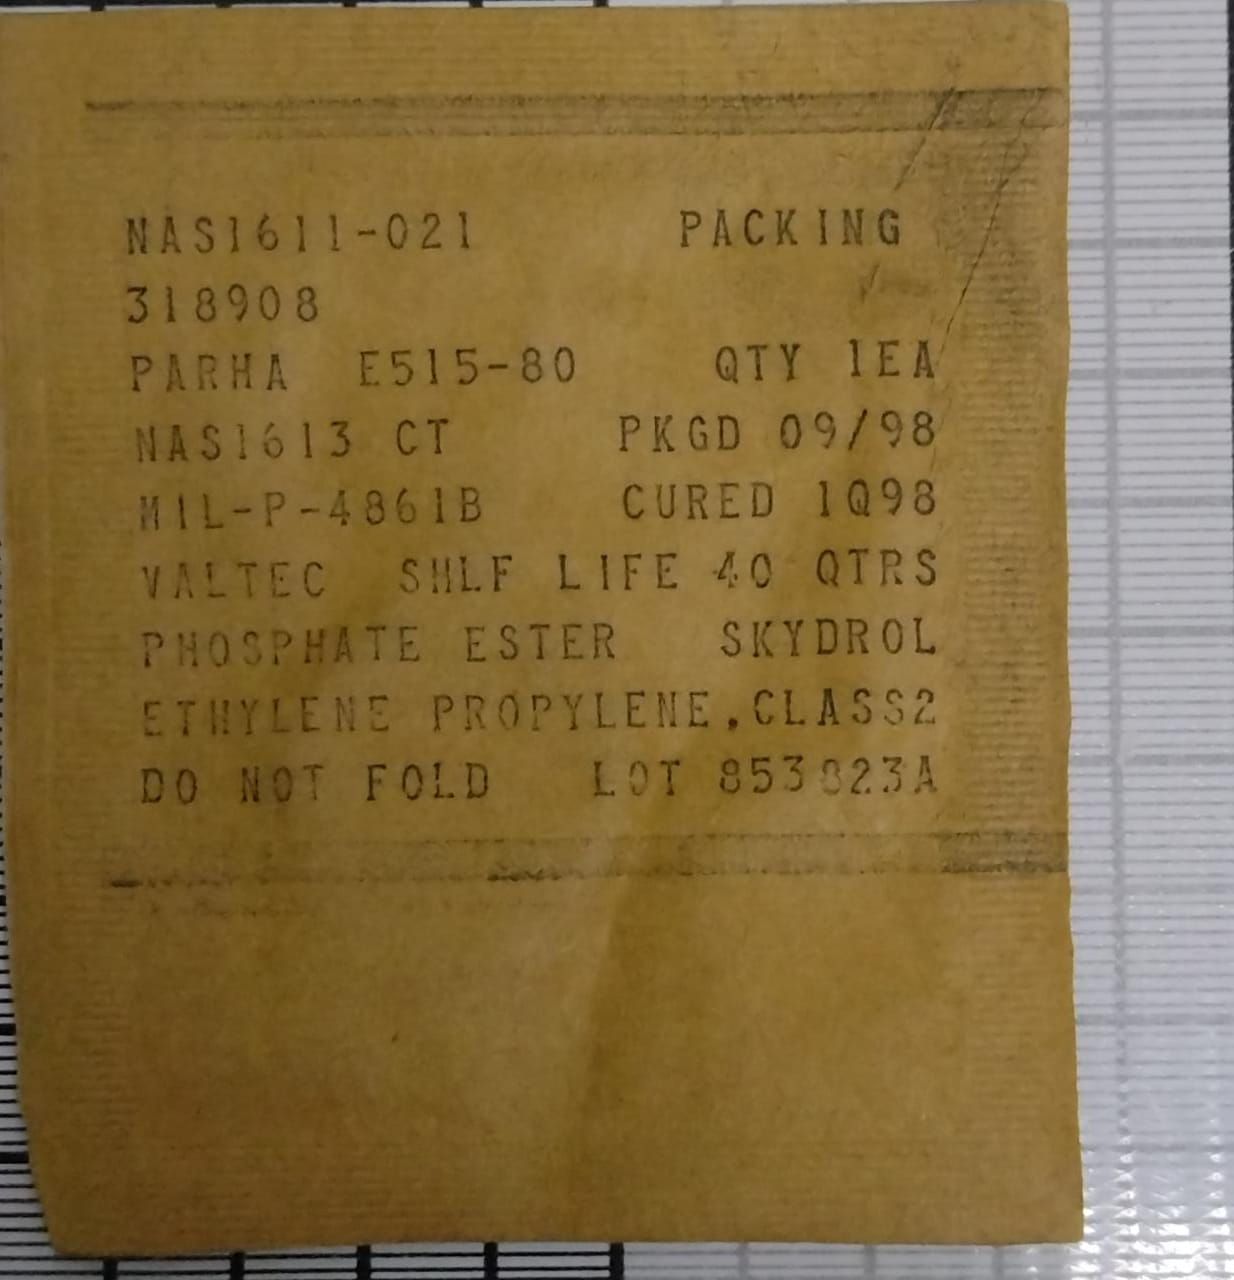 NAS1611-021 PACKING
318908
PARHA E515-80 QTY 1EA
NAS1613 CT PKGD 09/98
MIL-P-4861B CURED 1Q98
VALTEC SHLF LIFE 40 QTRS
PHOSPHATE ESTER SKYDROL
ETHYLENE PROPYLENE,CLASS2
DO NOT FOLD LOT 853823A